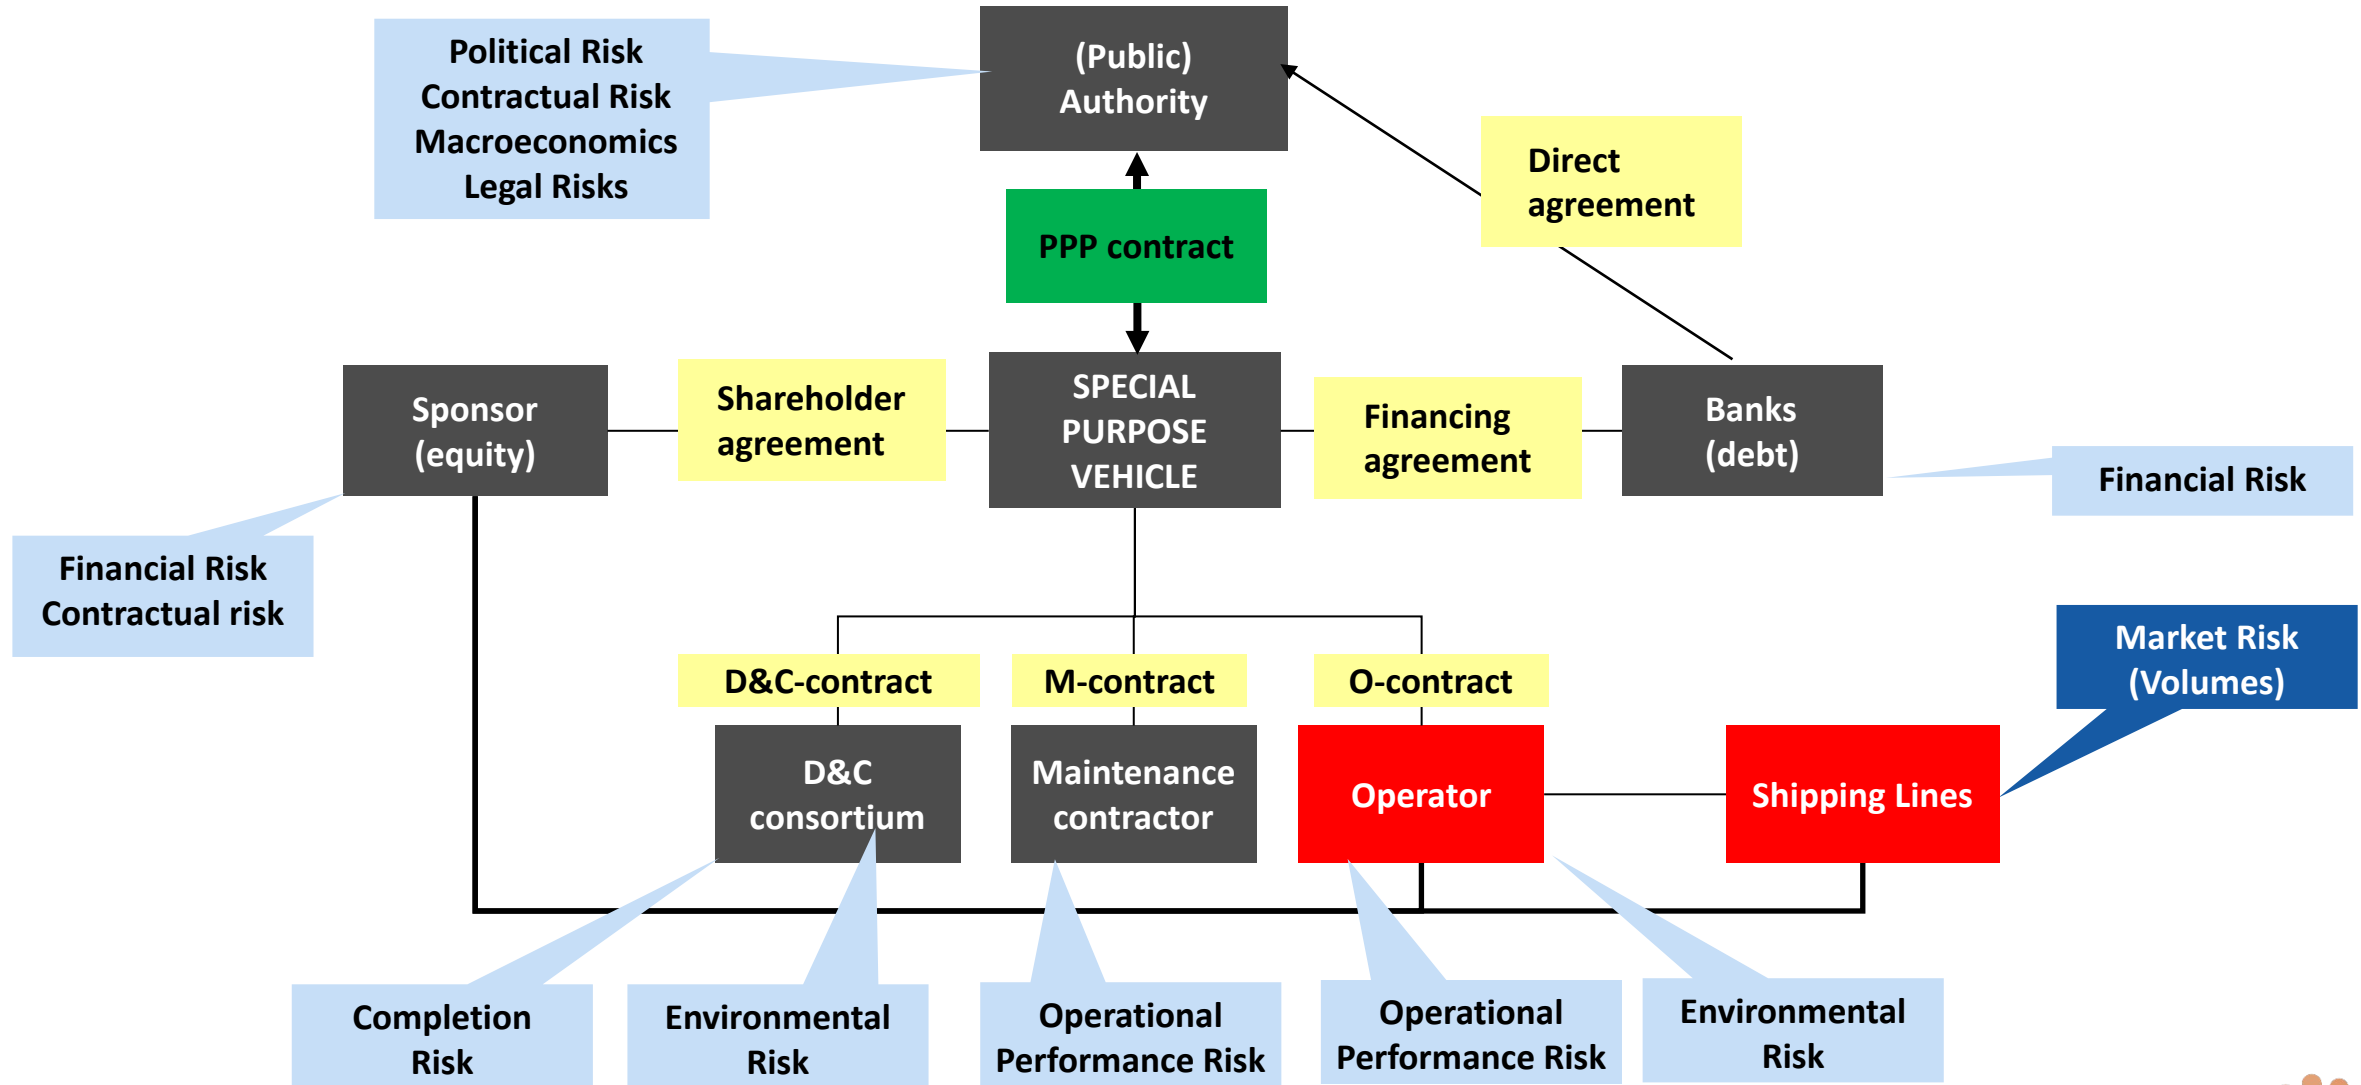 Political Risk
Contractual Risk
Macroeconomics
Legal Risks
(Public)
Authority
Direct
agreement
PPP contract
Sponsor
(equity)
Shareholder
agreement
SPECIAL
PURPOSE
VEHICLE
Financing
agreement
Banks
(debt)
Financial Risk
Financial Risk
Contractual risk
Market Risk
(Volumes)
D&C-contract
M-contract
O-contract
D&C
consortium
Maintenance
contractor
Operator
Shipping Lines
Completion
Risk
Environmental
Risk
Operational
Performance Risk
Operational
Performance Risk
Environmental
Risk